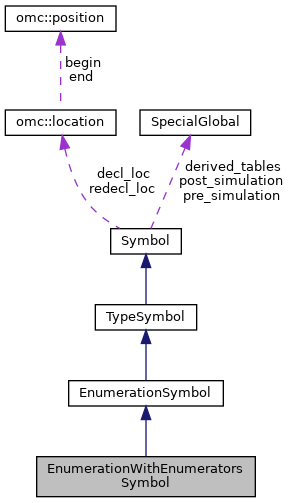 omc::position
begin
end
omc::location
SpecialGlobal
decl_loc
redecl_loc
derived_tables
post_simulation
pre_simulation
Symbol
TypeSymbol
EnumerationSymbol
EnumerationWithEnumerators
Symbol